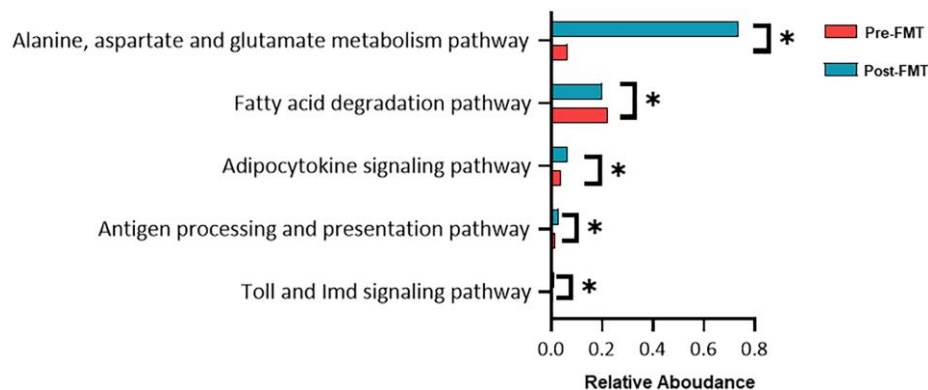 Alanine, aspartate and glutamate metabolism pathway
Fatty acid degradation pathway
Adipocytokine signaling pathway
Antigen processing and presentation pathway
Toll and Imd signaling pathway
*
*
*
*
*
Pre-FMT
Post-FMT
0.0 0.2 0.4 0.6 0.8
Relative Aboudance